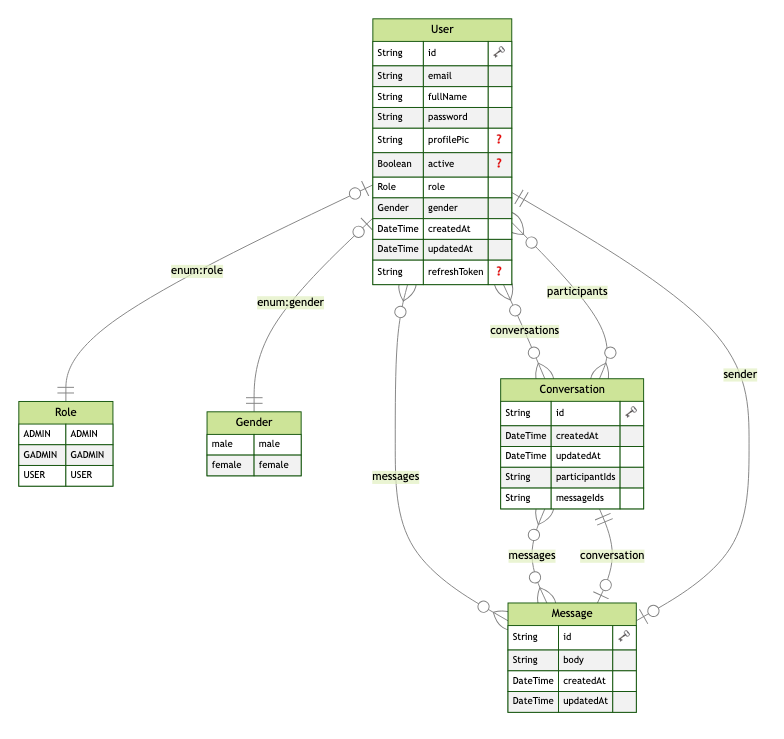 User
String id
String email
String fullName
String password
String profilePic ?
Boolean active ?
Role role
Gender gender
DateTime createdAt
DateTime updatedAt
String refreshToken ?
enum:role
enum:gender
participants
conversations
sender
Role
ADMIN ADMIN
GADMIN GADMIN
USER USER
Gender
male male
female female
Conversation
String id
DateTime createdAt
DateTime updatedAt
String participantIds
String messageIds
messages
messages
conversation
Message
String id
String body
DateTime createdAt
DateTime updatedAt